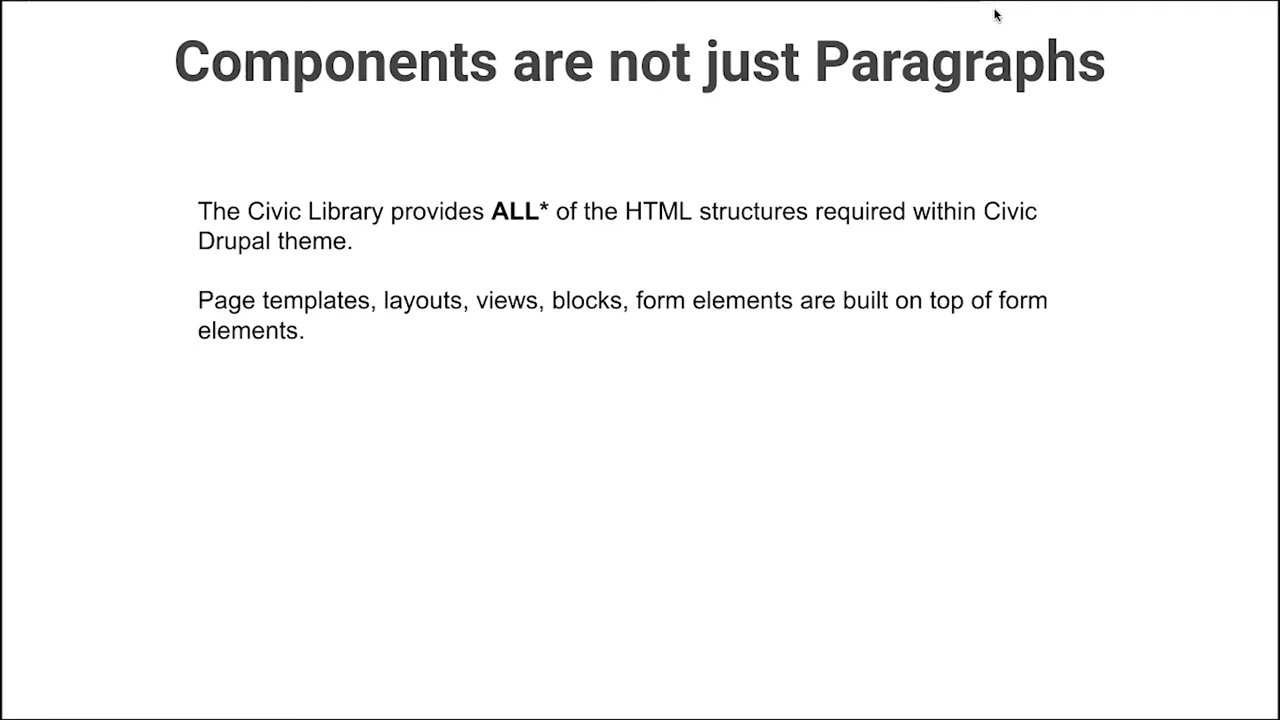 Components are not just Paragraphs
The Civic Library provides ALL* of the HTML structures required within Civic
Drupal theme.
Page templates, layouts, views, blocks, form elements are built on top of form
elements.